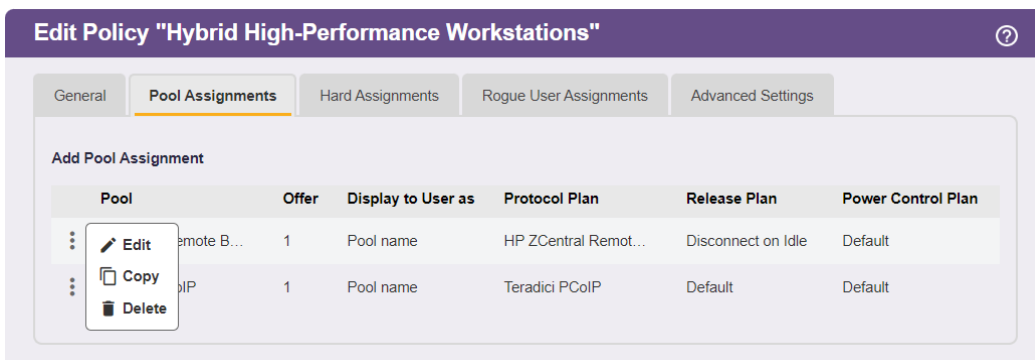 Edit Policy "Hybrid High-Performance Workstations" ?
General Pool Assignments Hard Assignments Rogue User Assignments Advanced Settings
Add Pool Assignment
Pool Offer Display to User as Protocol Plan Release Plan Power Control Plan
Edit emote B... 1 Pool name HP ZCentral Remot... Disconnect on Idle Default
Copy
oIP 1 Pool name Teradici PCoIP Default Default
Delete